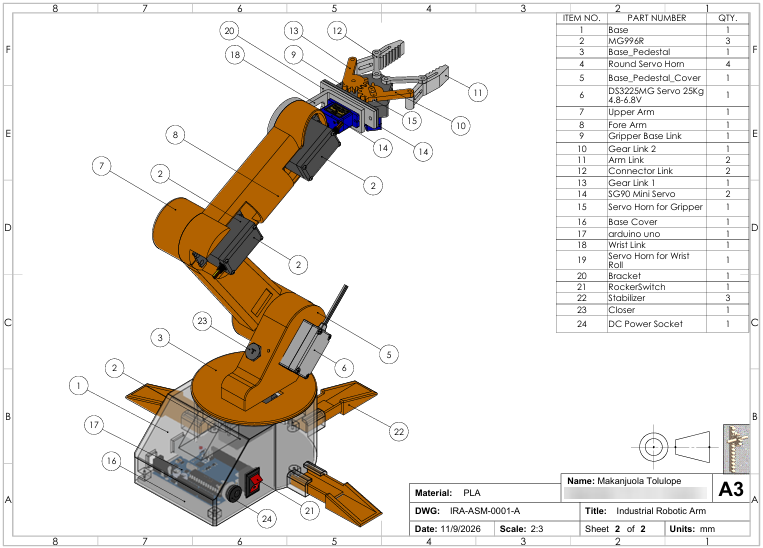 8 7 6 5 4 3 2 1
F F
E E
D D
C C
B B
A A
8 7 6 5 4 3 2 1
ITEM NO. PART NUMBER QTY.
1 Base 1
2 MG996R 3
3 Base_Pedestal 1
4 Round Servo Horn 4
5 Base_Pedestal_Cover 1
6 DS3225MG Servo 25Kg 1
4.8-6.8V
7 Upper Arm 1
8 Fore Arm 1
9 Gripper Base Link 1
10 Gear Link 2 1
11 Arm Link 2
12 Connector Link 2
13 Gear Link 1 1
14 SG90 Mini Servo 2
15 Servo Horn for Gripper 1
16 Base Cover 1
17 arduino uno 1
18 Wrist Link 1
19 Servo Horn for Wrist 1
Roll
20 Bracket 1
21 RockerSwitch 1
22 Stabilizer 3
23 Closer 1
24 DC Power Socket 1
20
13
12
18
9
11
15
10
8
14
14
7
2
2
2
23
3
5
6
2
1
22
17
16
21
24
Name: Makanjuola Tolulope
A3
Material: PLA
DWG: IRA-ASM-0001-A
Title: Industrial Robotic Arm
Date: 11/9/2026 Scale: 2:3 Sheet 2 of 2 Units: mm